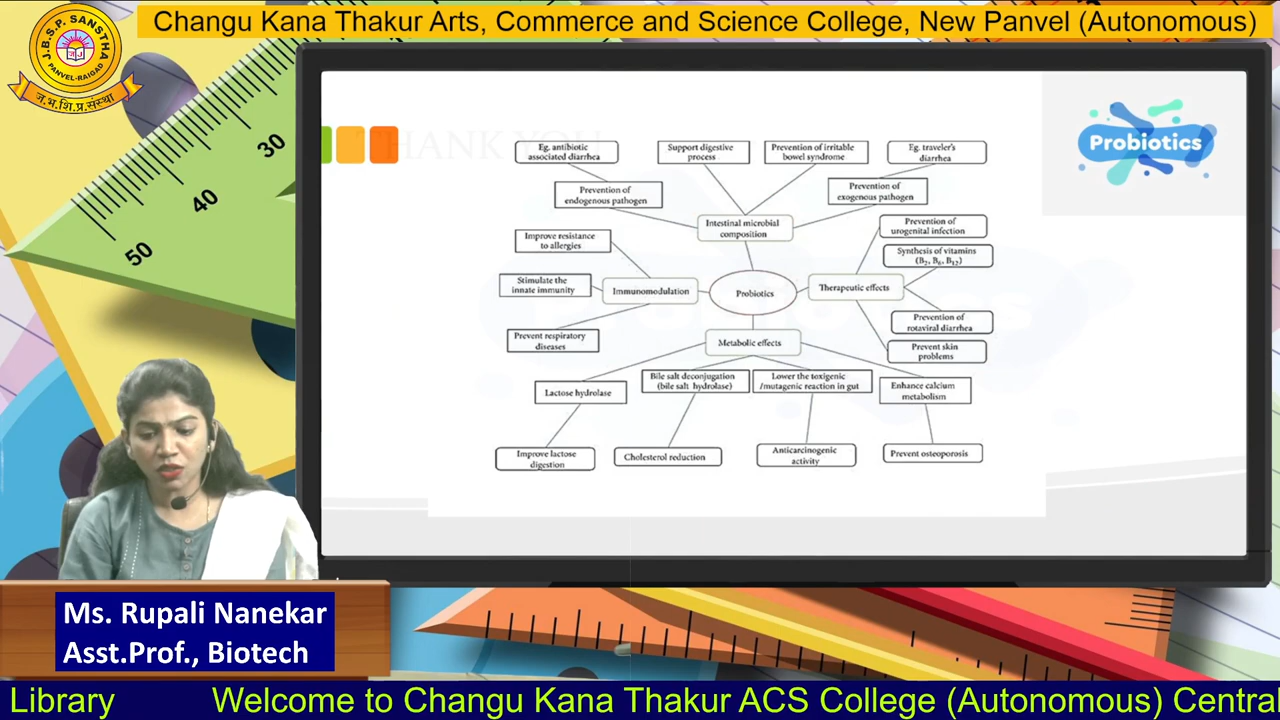 Changu Kana Thakur Arts, Commerce and Science College, New Panvel (Autonomous)
J.B.S.P. SANSTHA
PANVEL-RAIGAD
ज.भ.शि.प्र.संस्था
30
40
50
THANK YOU
Probiotics
Eg. antibiotic
associated diarrhea
Support digestive
process
Prevention of irritable
bowel syndrome
Eg. traveler's
diarrhea
Prevention of
endogenous pathogen
Prevention of
exogenous pathogen
Intestinal microbial
composition
Prevention of
urogenital infection
Improve resistance
to allergies
Synthesis of vitamins
(B2, B6, B12)
Stimulate the
innate immunity
Immunomodulation
Probiotics
Therapeutic effects
Prevention of
rotaviral diarrhea
Prevent respiratory
diseases
Metabolic effects
Prevent skin
problems
Lactose hydrolase
Bile salt deconjugation
(bile salt hydrolase)
Lower the toxigenic
/mutagenic reaction in gut
Enhance calcium
metabolism
Improve lactose
digestion
Cholesterol reduction
Anticarcinogenic
activity
Prevent osteoporosis
Ms. Rupali Nanekar
Asst.Prof., Biotech
Library Welcome to Changu Kana Thakur ACS College (Autonomous) Centra